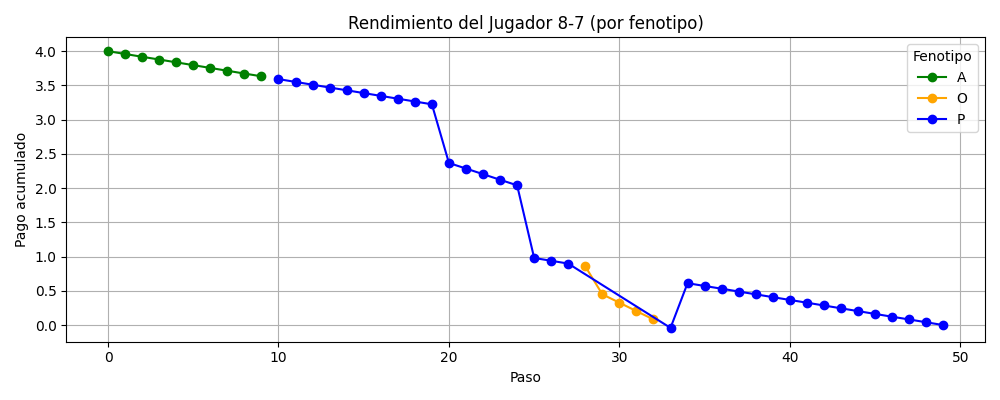 Rendimiento del Jugador 8-7 (por fenotipo)
Pago acumulado
4.0
3.5
3.0
2.5
2.0
1.5
1.0
0.5
0.0
Fenotipo
A
O
P
0 10 20 30 40 50
Paso